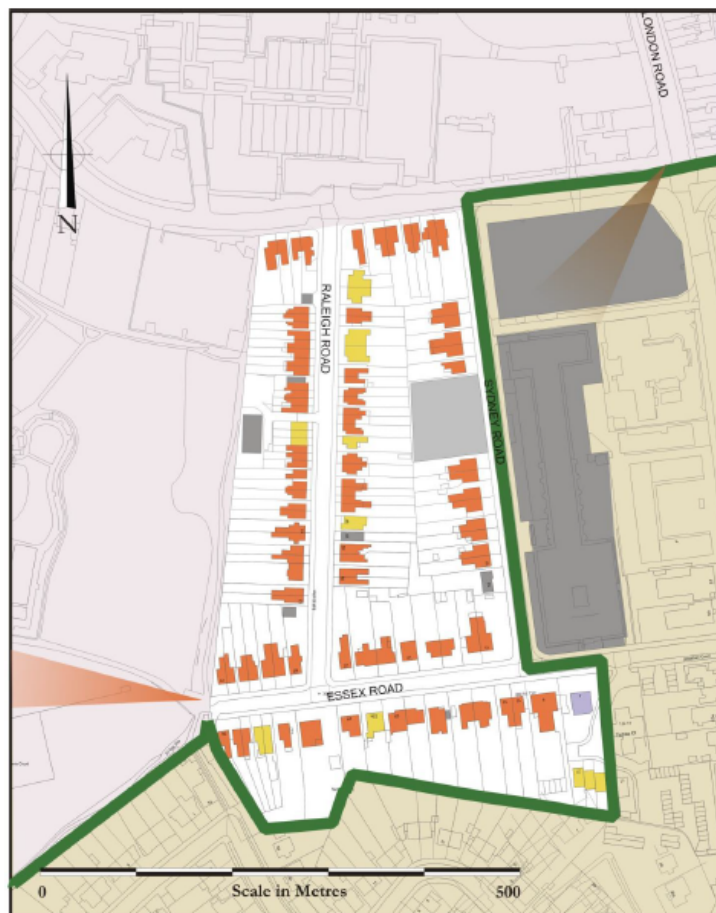 LONDON ROAD
N
RALEIGH ROAD
SYDNEY ROAD
ESSEX ROAD
0
Scale in Metres
500